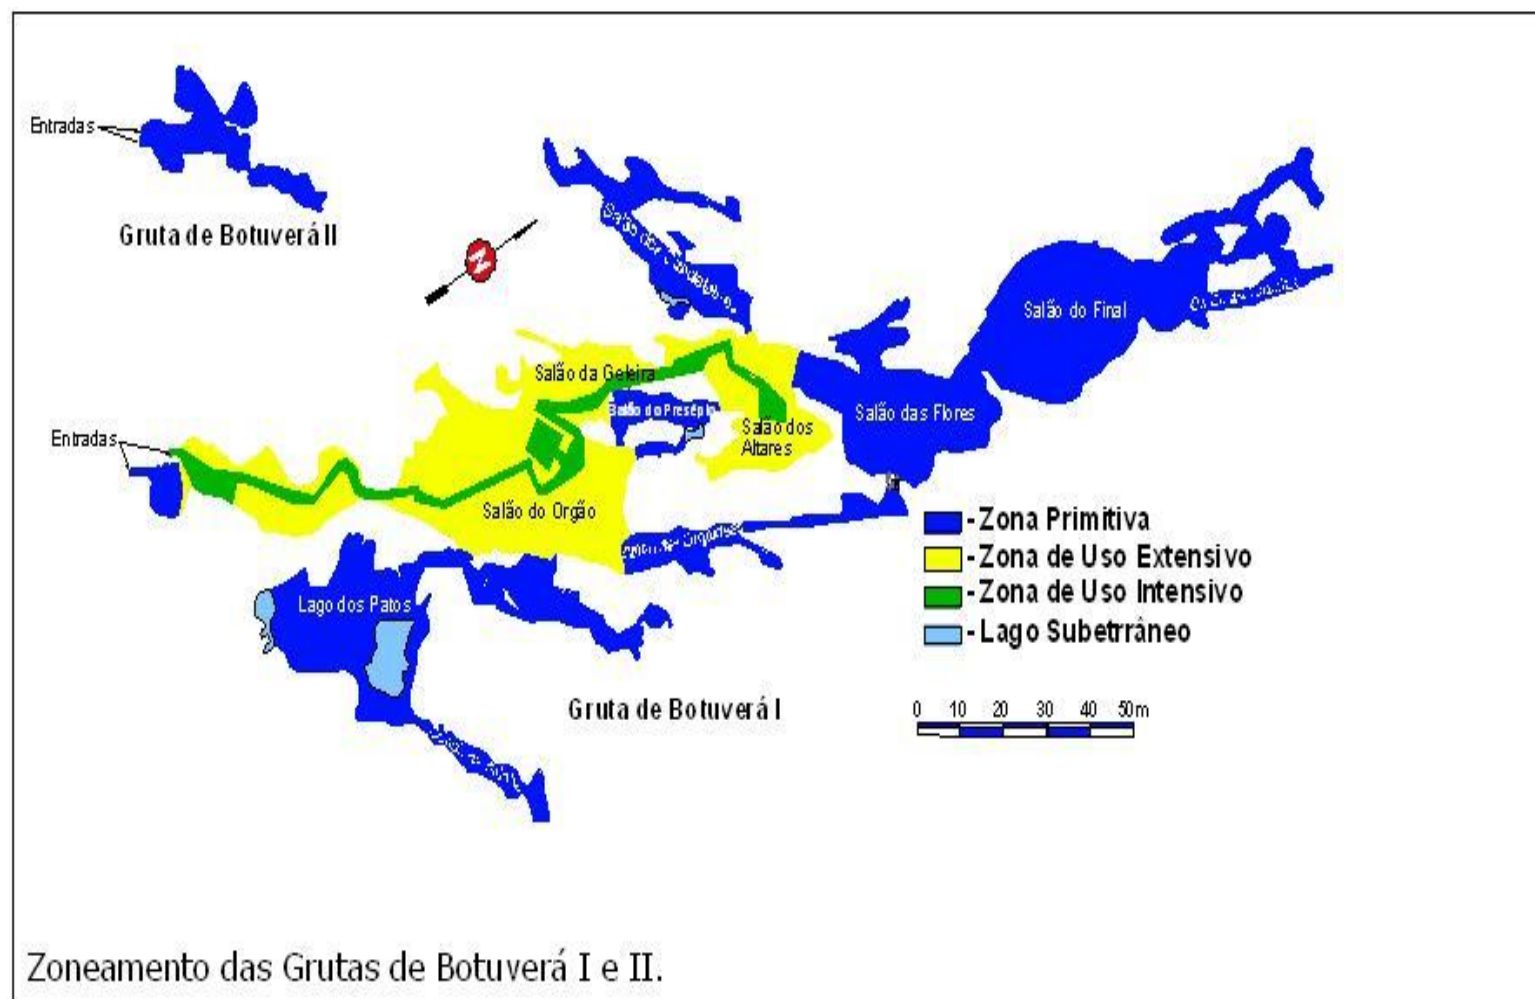 Entradas
Gruta de Botuverá II
N
Salão do Final
Salão da Geleira
Salão do Presépio
Salão das Flores
Salão dos
Altares
Entradas
Salão do Orgão
Lago dos Patos
- Zona Primitiva
- Zona de Uso Extensivo
- Zona de Uso Intensivo
- Lago Subetrrâneo
Gruta de Botuverá I
0 10 20 30 40 50m
Zoneamento das Grutas de Botuverá I e II.